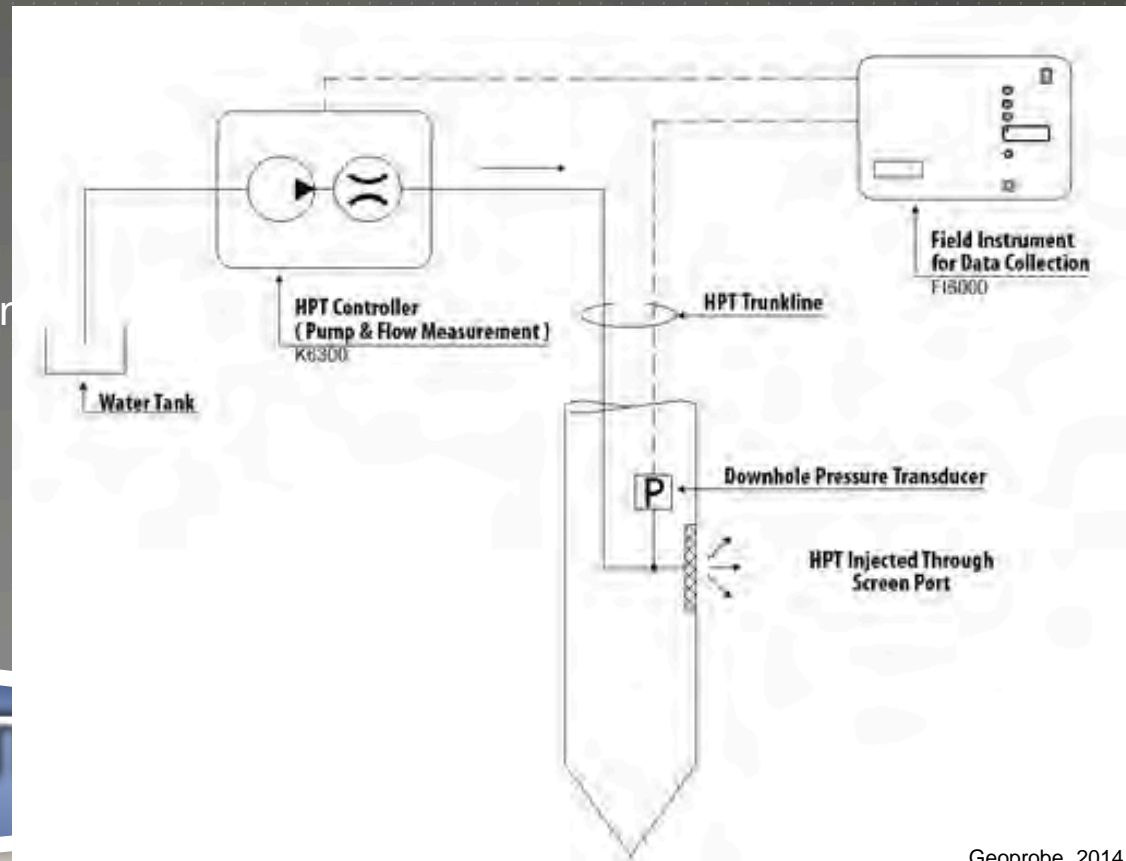 Field Instrument
for Data Collection
FI6000
HPT Controller
( Pump & Flow Measurement )
K6300
HPT Trunkline
Water Tank
P
Downhole Pressure Transducer
HPT Injected Through
Screen Port
Geoprobe, 2014